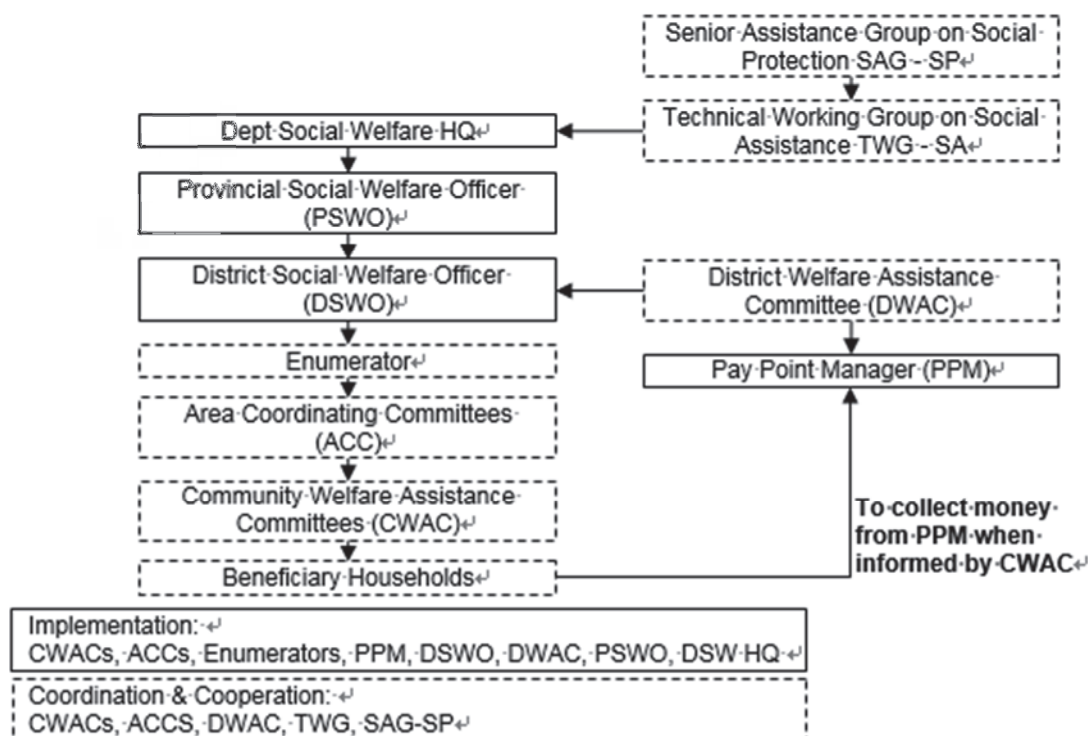 Senior Assistance Group on Social
Protection SAG - SP
Technical Working Group on Social
Assistance TWG - SA
Dept Social Welfare HQ
Provincial Social Welfare Officer
(PSWO)
District Social Welfare Officer
(DSWO)
District Welfare Assistance
Committee (DWAC)
Enumerator
Pay Point Manager (PPM)
Area Coordinating Committees
(ACC)
Community Welfare Assistance
Committees (CWAC)
To collect money
from PPM when
informed by CWAC
Beneficiary Households
Implementation:
CWACs, ACCs, Enumerators, PPM, DSWO, DWAC, PSWO, DSW HQ
Coordination & Cooperation:
CWACs, ACCS, DWAC, TWG, SAG-SP